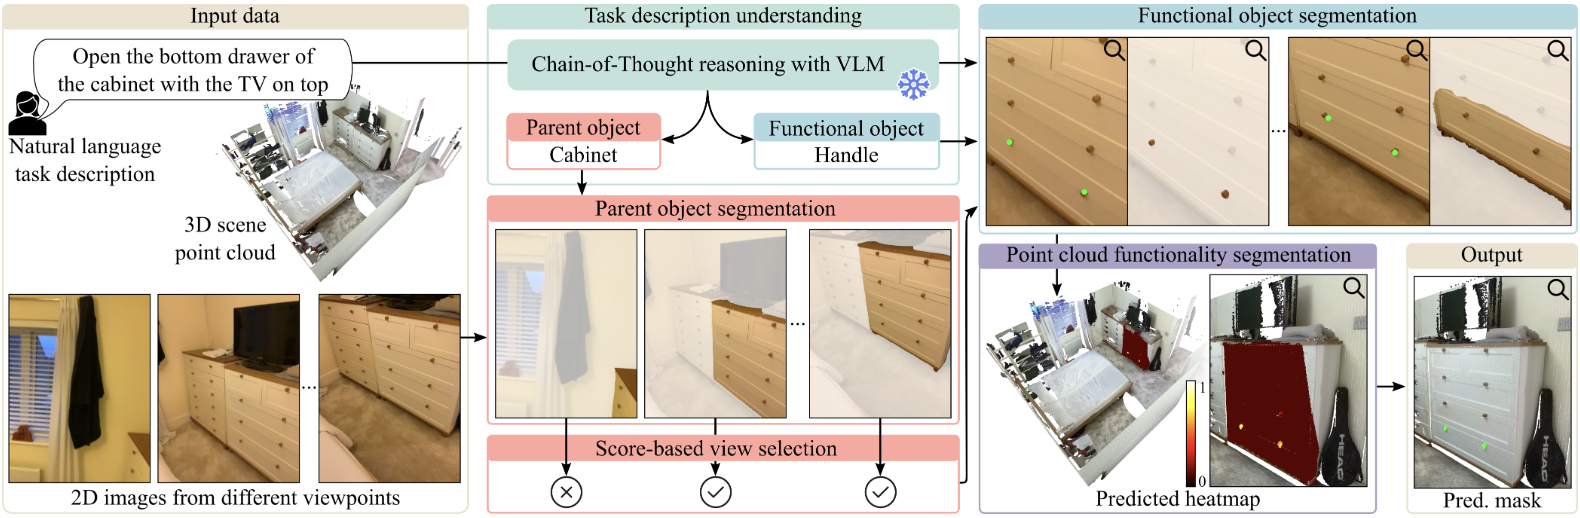 Input data
Open the bottom drawer of
the cabinet with the TV on top
Natural language
task description
3D scene
point cloud
...
2D images from different viewpoints
Task description understanding
Chain-of-Thought reasoning with VLM
Parent object
Cabinet
Functional object
Handle
Parent object segmentation
...
Score-based view selection
Functional object segmentation
...
Point cloud functionality segmentation
1
0
HEAD
Predicted heatmap
Output
HEAD
Pred. mask